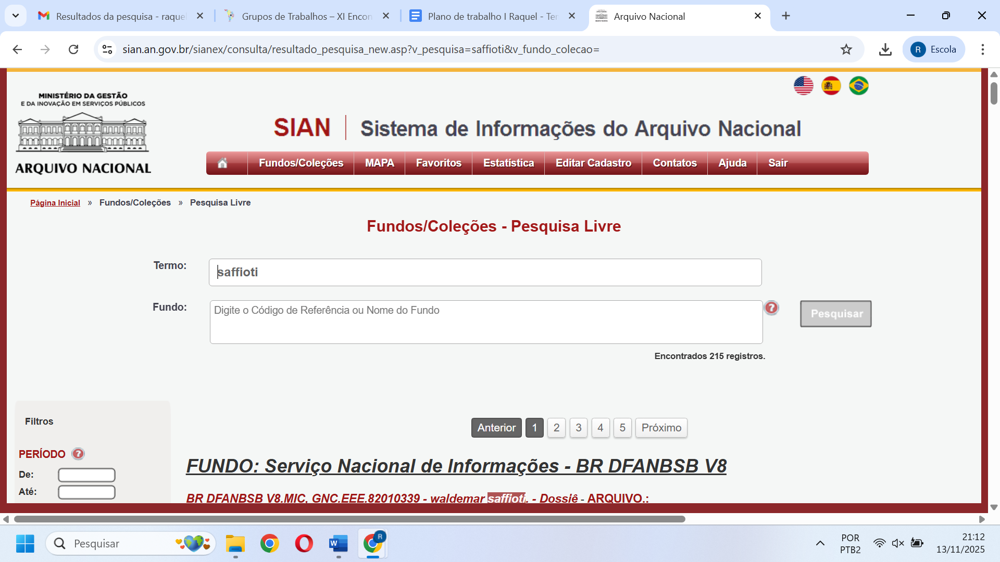 Resultados da pesquisa - raquel
Grupos de Trabalhos – XI Encon
Plano de trabalho I Raquel - Ter
Arquivo Nacional
sian.an.gov.br/sianex/consulta/resultado_pesquisa_new.asp?v_pesquisa=saffioti&v_fundo_colecao=
R Escola
MINISTÉRIO DA GESTÃO
E DA INOVAÇÃO EM SERVIÇOS PÚBLICOS
ARQUIVO NACIONAL
SIAN | Sistema de Informações do Arquivo Nacional
Fundos/Coleções MAPA Favoritos Estatística Editar Cadastro Contatos Ajuda Sair
Página Inicial » Fundos/Coleções » Pesquisa Livre
Fundos/Coleções - Pesquisa Livre
Termo: saffioti
Fundo: Digite o Código de Referência ou Nome do Fundo
? Pesquisar
Encontrados 215 registros.
Filtros
Anterior 1 2 3 4 5 Próximo
PERÍODO ?
De:
Até:
FUNDO: Serviço Nacional de Informações - BR DFANBSB V8
BR DFANBSB V8.MIC, GNC.EEE.82010339 - waldemar saffioti. - Dossiê - ARQUIVO.:
Pesquisar
W
R
POR
PTB2
21:12
13/11/2025